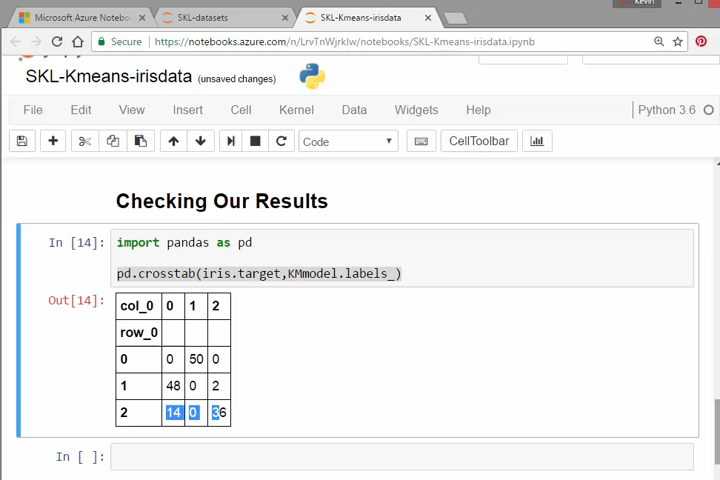 Kevin
Microsoft Azure Notebo
SKL-datasets
SKL-Kmeans-irisdata
Secure
https://notebooks.azure.com/n/LrvTnWjrkIw/notebooks/SKL-Kmeans-irisdata.ipynb
SKL-Kmeans-irisdata (unsaved changes)
File Edit View Insert Cell Kernel Data Widgets Help Python 3.6
Code CellToolbar
Checking Our Results
In [14]: import pandas as pd
pd.crosstab(iris.target,KMmodel.labels_)
Out[14]:
col_0 0 1 2
row_0
0 0 50 0
1 48 0 2
2 14 0 36
In [ ]: